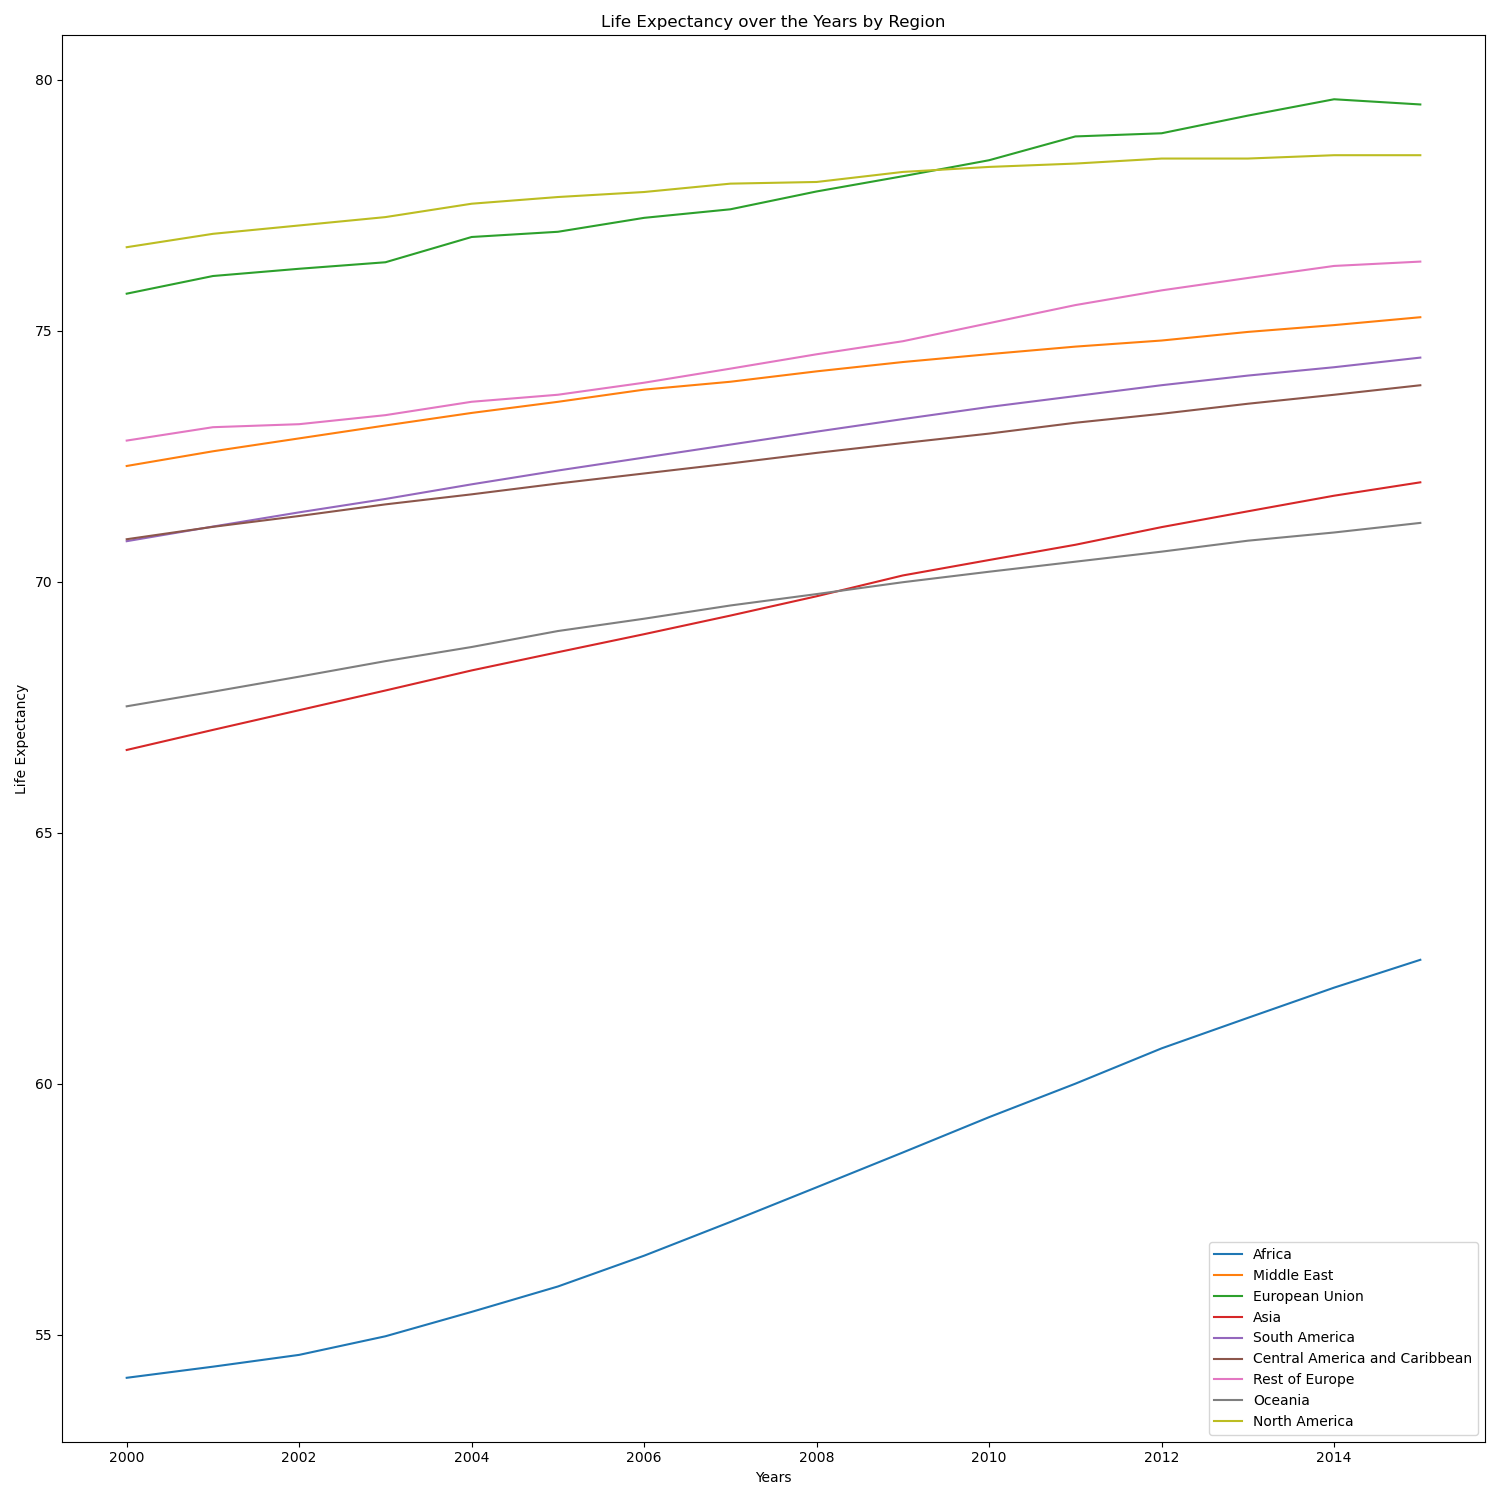 Life Expectancy over the Years by Region
Life Expectancy
80
75
70
65
60
55
2000 2002 2004 2006 2008 2010 2012 2014
Years
Africa
Middle East
European Union
Asia
South America
Central America and Caribbean
Rest of Europe
Oceania
North America